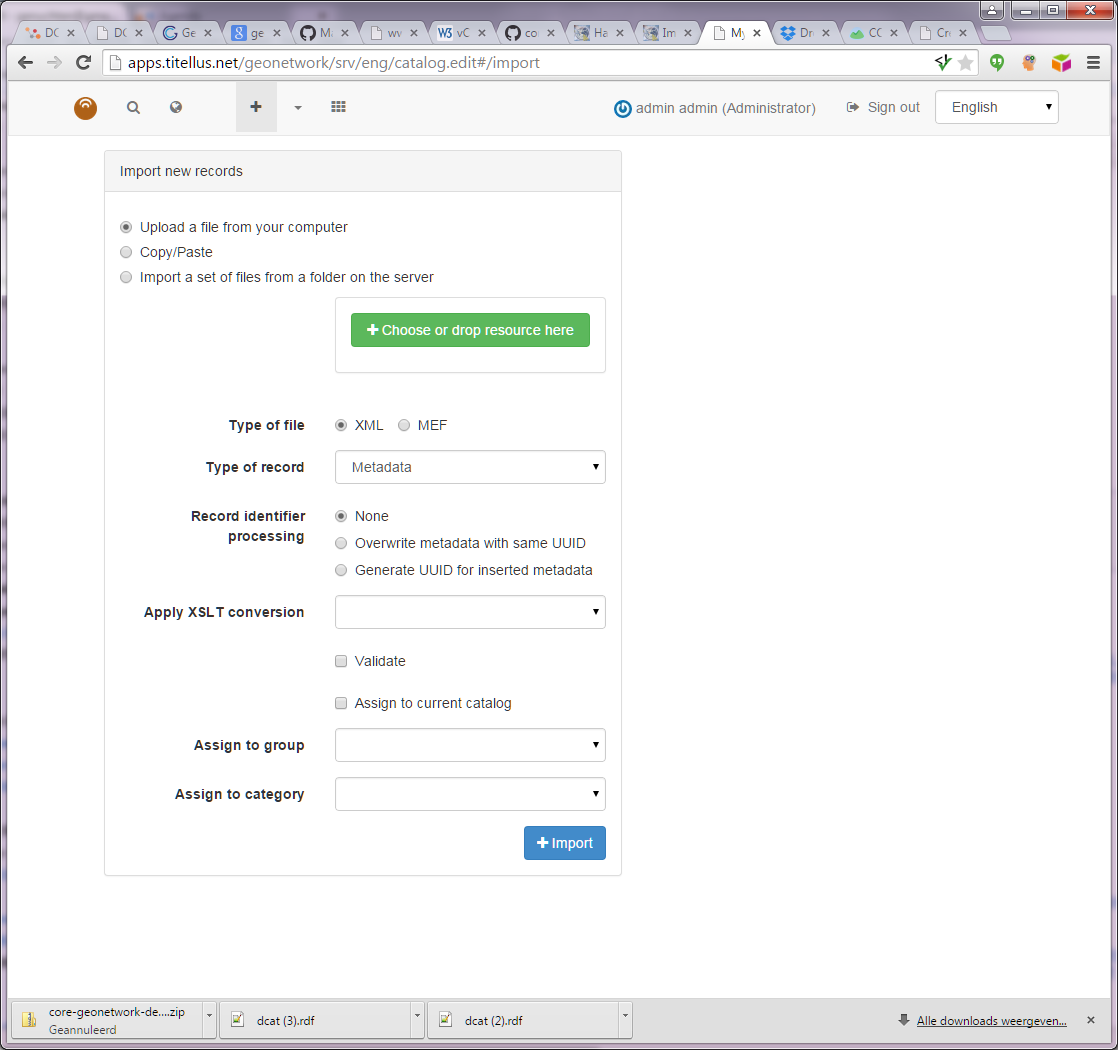 DC
DC
Ge
ge
Ma
wv
W3 vC
co
Ha
Im
My
Dr
CC
Cr
apps.titellus.net/geonetwork/srv/eng/catalog.edit#/import
admin admin (Administrator)
Sign out
English
Import new records
Upload a file from your computer
Copy/Paste
Import a set of files from a folder on the server
Choose or drop resource here
Type of file XML MEF
Type of record Metadata
Record identifier
processing
None
Overwrite metadata with same UUID
Generate UUID for inserted metadata
Apply XSLT conversion
Validate
Assign to current catalog
Assign to group
Assign to category
Import
core-geonetwork-de....zip
Geannuleerd
dcat (3).rdf
dcat (2).rdf
Alle downloads weergeven...